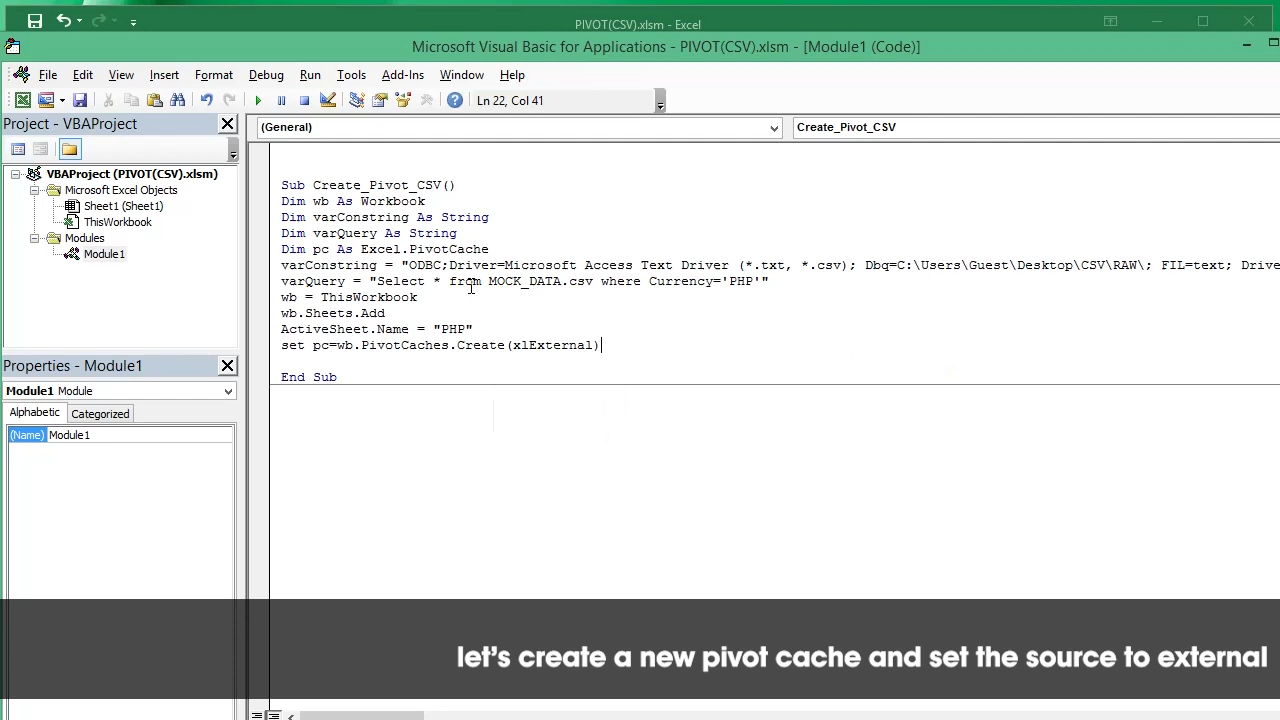 PIVOT(CSV).xlsm - Excel
Microsoft Visual Basic for Applications - PIVOT(CSV).xlsm - [Module1 (Code)]
File Edit View Insert Format Debug Run Tools Add-Ins Window Help
Ln 22, Col 41
Project - VBAProject
(General)
Create_Pivot_CSV
VBAProject (PIVOT(CSV).xlsm)
Microsoft Excel Objects
Sheet1 (Sheet1)
ThisWorkbook
Modules
Module1
Properties - Module1
Module1 Module
Alphabetic Categorized
(Name) Module1
Sub Create_Pivot_CSV()
Dim wb As Workbook
Dim varConstring As String
Dim varQuery As String
Dim pc As Excel.PivotCache
varConstring = "ODBC;Driver=Microsoft Access Text Driver (*.txt, *.csv); Dbq=C:\Users\Guest\Desktop\CSV\RAW\; FIL=text; Drive
varQuery = "Select * from MOCK_DATA.csv where Currency='PHP'"
wb = ThisWorkbook
wb.Sheets.Add
ActiveSheet.Name = "PHP"
set pc=wb.PivotCaches.Create(xlExternal)
End Sub
let's create a new pivot cache and set the source to external